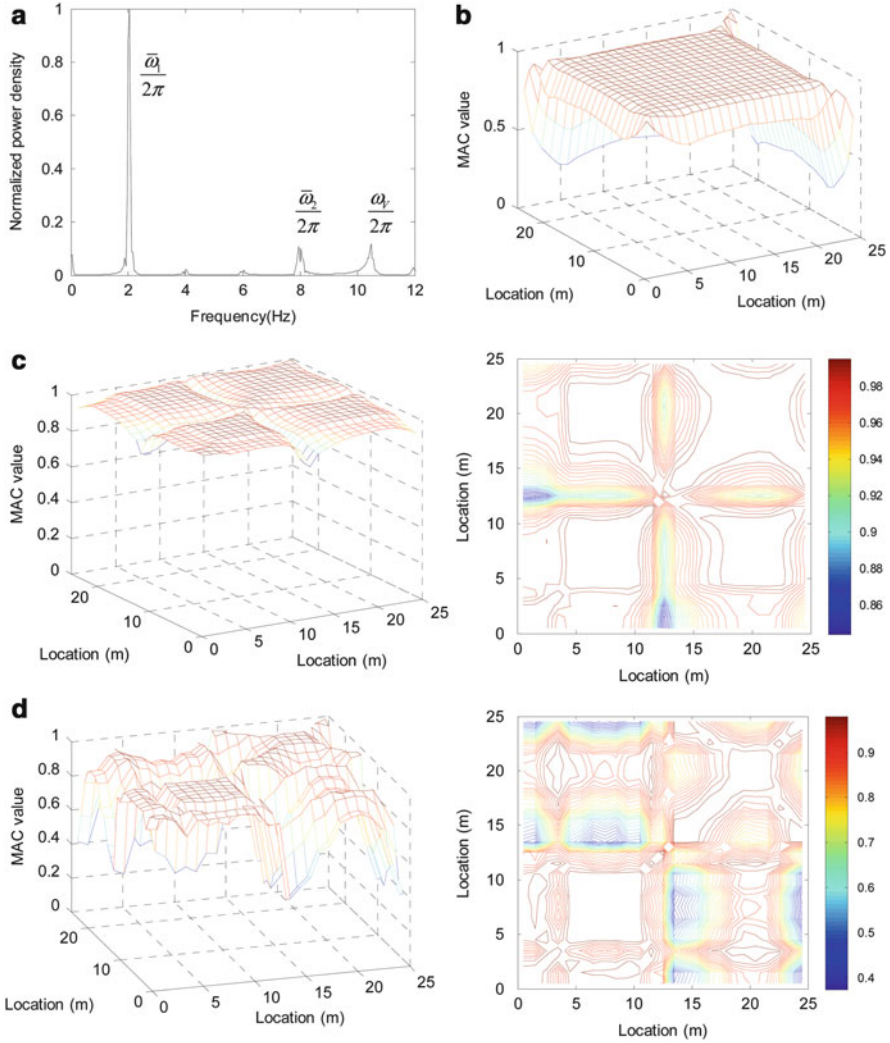 a
Normalized power density
1
0.8
0.6
0.4
0.2
0
0 2 4 6 8 10 12
Frequency(Hz)
ω̄₁/2π
ω̄₂/2π
ω_V/2π
b
MAC value
1
0.5
0
20
10
0
Location (m)
0 5 10 15 20 25
Location (m)
c
MAC value
1
0.8
0.6
0.4
0.2
0
20
10
0
Location (m)
0 5 10 15 20 25
Location (m)
Location (m)
25
20
15
10
5
0
0 5 10 15 20 25
Location (m)
0.98
0.96
0.94
0.92
0.9
0.88
0.86
d
MAC value
1
0.8
0.6
0.4
0.2
0
20
10
0
Location (m)
0 5 10 15 20 25
Location (m)
Location (m)
25
20
15
10
5
0
0 5 10 15 20 25
Location (m)
0.9
0.8
0.7
0.6
0.5
0.4